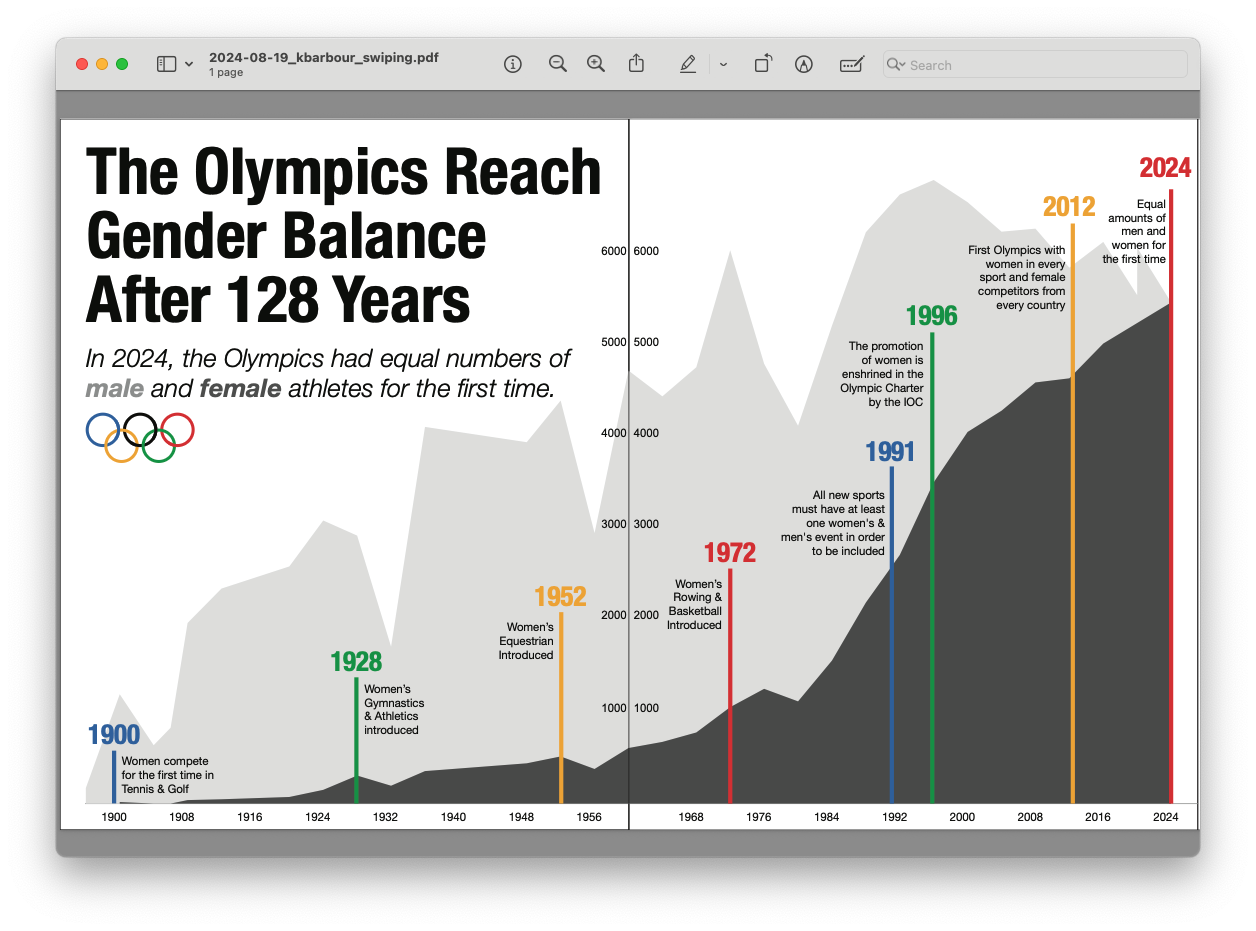 2024-08-19_kbarbour_swiping.pdf
1 page
Search
The Olympics Reach
Gender Balance
After 128 Years
In 2024, the Olympics had equal numbers of
male and female athletes for the first time.
6000 6000
5000 5000
4000 4000
3000 3000
2000 2000
1000 1000
1900
Women compete
for the first time in
Tennis & Golf
1928
Women's
Gymnastics
& Athletics
introduced
1952
Women's
Equestrian
Introduced
1972
Women's
Rowing &
Basketball
Introduced
1991
All new sports
must have at least
one women's &
men's event in order
to be included
1996
The promotion
of women is
enshrined in the
Olympic Charter
by the IOC
2012
First Olympics with
women in every
sport and female
competitors from
every country
2024
Equal
amounts of
men and
women for
the first time
1900 1908 1916 1924 1932 1940 1948 1956 1968 1976 1984 1992 2000 2008 2016 2024